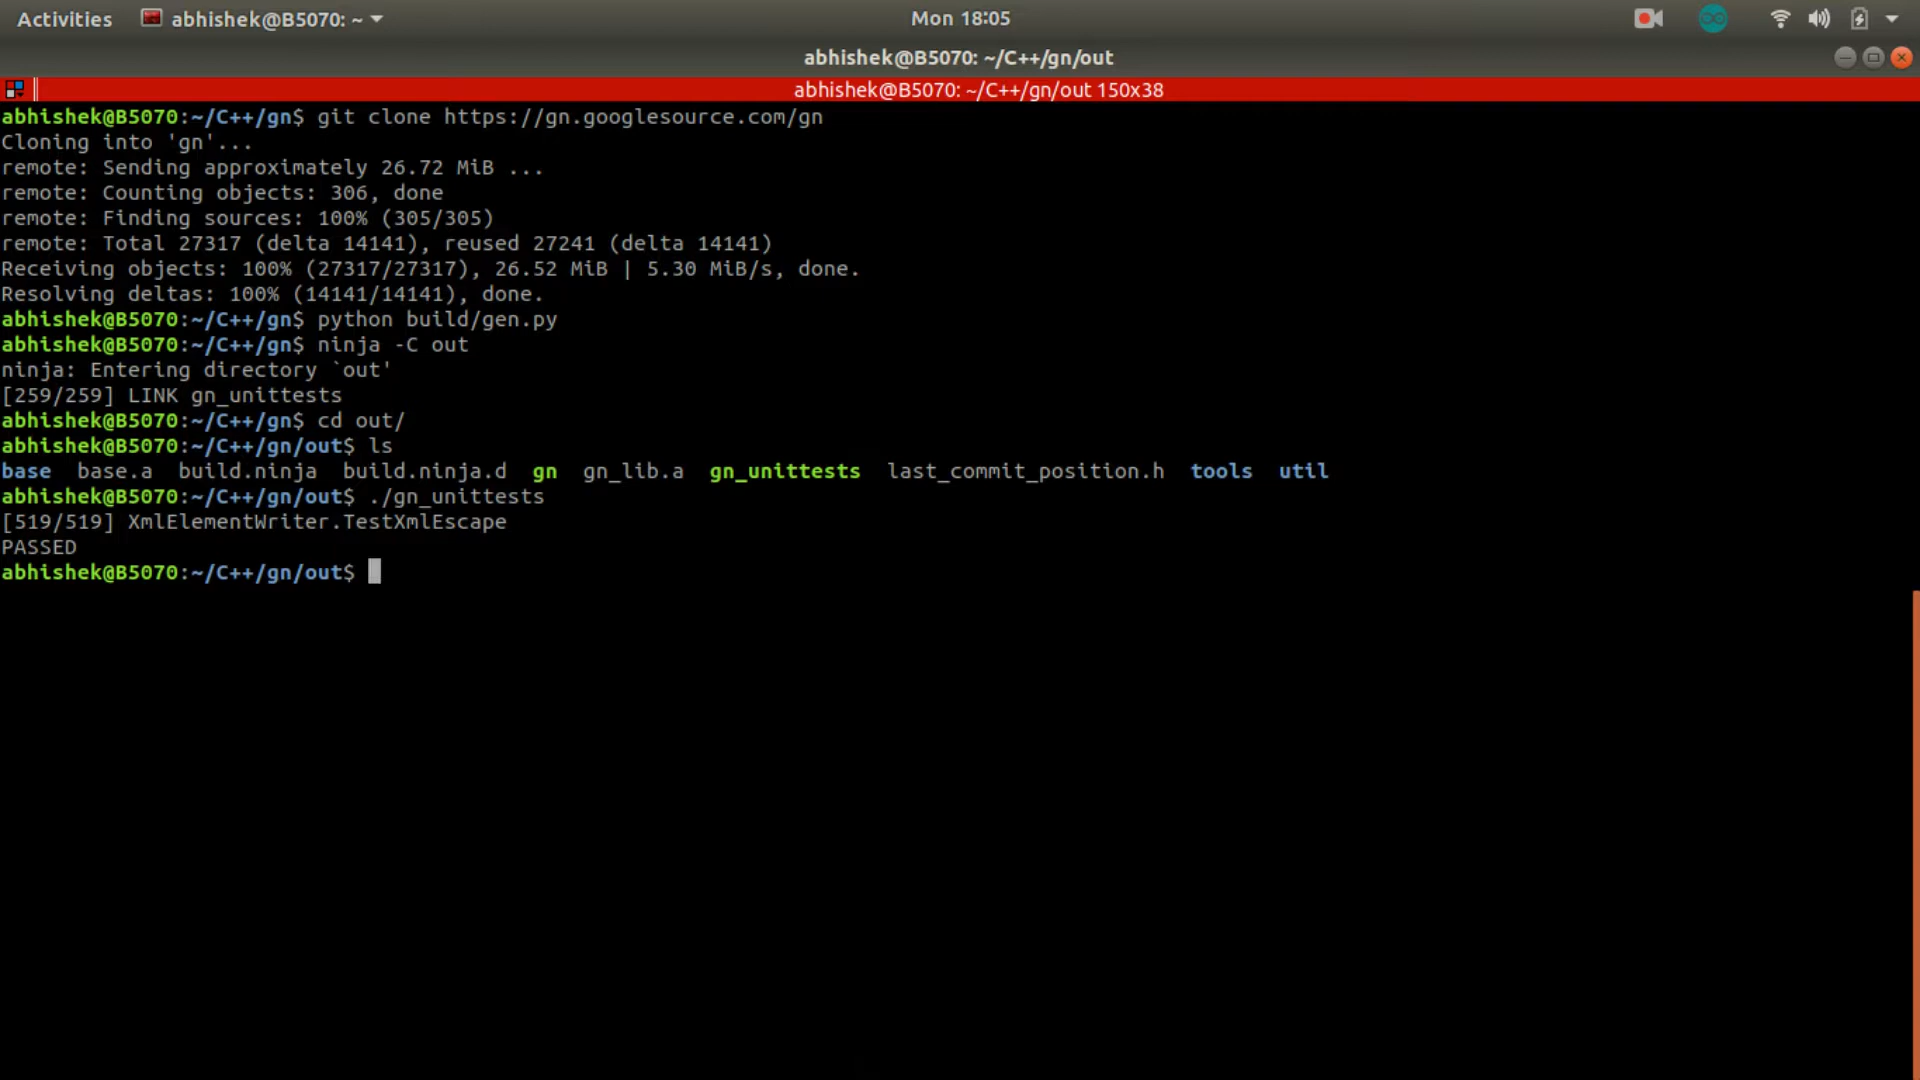 Activities abhishek@B5070: ~ Mon 18:05
abhishek@B5070: ~/C++/gn/out
abhishek@B5070: ~/C++/gn/out 150x38
abhishek@B5070:~/C++/gn$ git clone https://gn.googlesource.com/gn
Cloning into 'gn'...
remote: Sending approximately 26.72 MiB ...
remote: Counting objects: 306, done
remote: Finding sources: 100% (305/305)
remote: Total 27317 (delta 14141), reused 27241 (delta 14141)
Receiving objects: 100% (27317/27317), 26.52 MiB | 5.30 MiB/s, done.
Resolving deltas: 100% (14141/14141), done.
abhishek@B5070:~/C++/gn$ python build/gen.py
abhishek@B5070:~/C++/gn$ ninja -C out
ninja: Entering directory `out'
[259/259] LINK gn_unittests
abhishek@B5070:~/C++/gn$ cd out/
abhishek@B5070:~/C++/gn/out$ ls
base base.a build.ninja build.ninja.d gn gn_lib.a gn_unittests last_commit_position.h tools util
abhishek@B5070:~/C++/gn/out$ ./gn_unittests
[519/519] XmlElementWriter.TestXmlEscape
PASSED
abhishek@B5070:~/C++/gn/out$